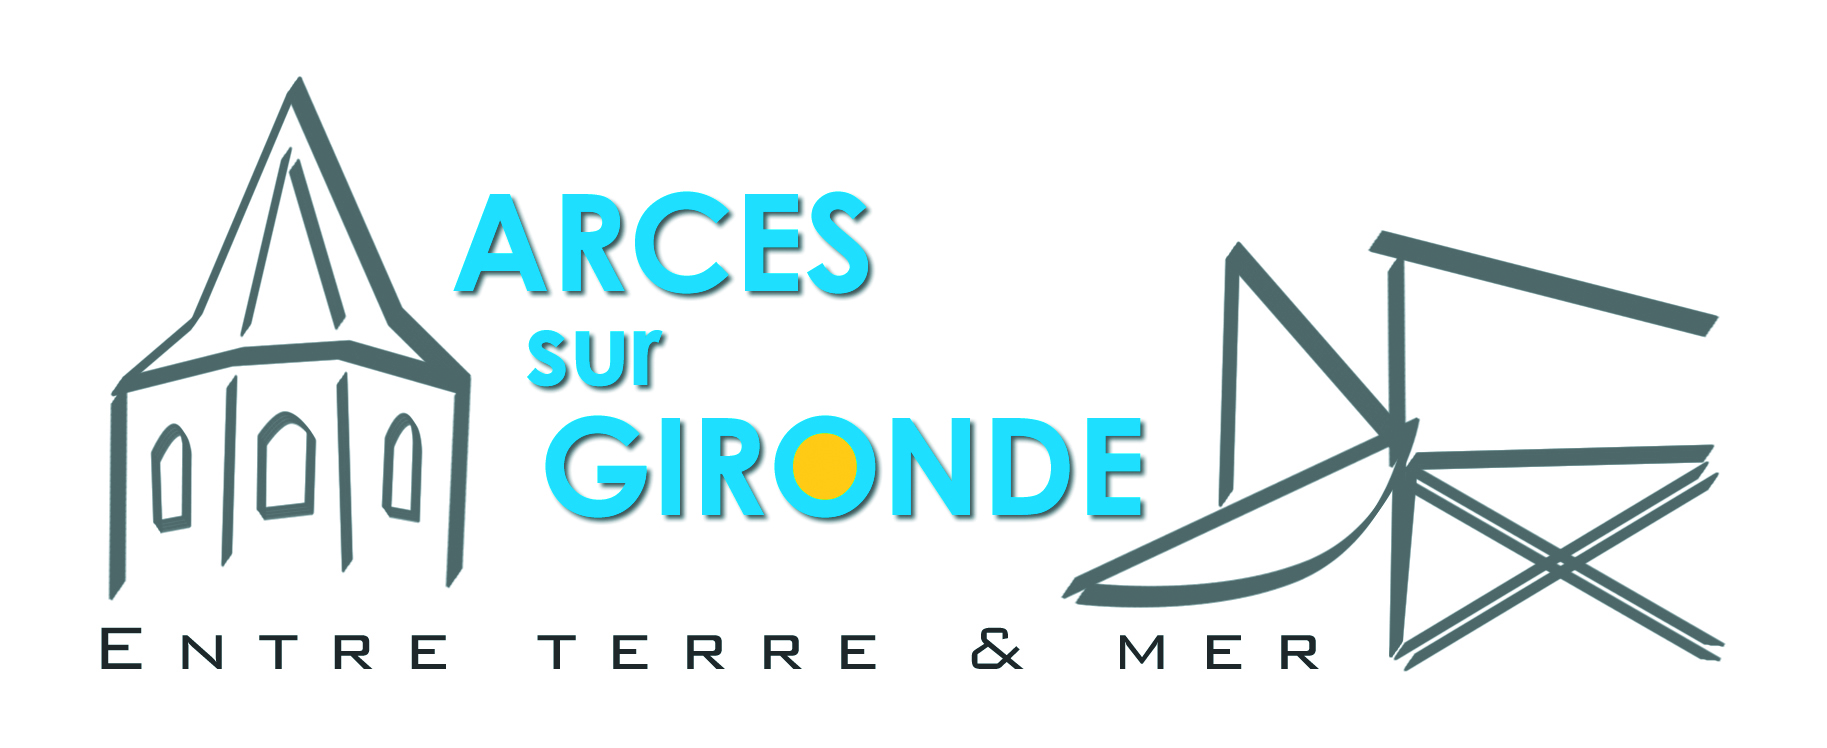 ARCES
sur
GIRONDE
ENTRE TERRE & MER